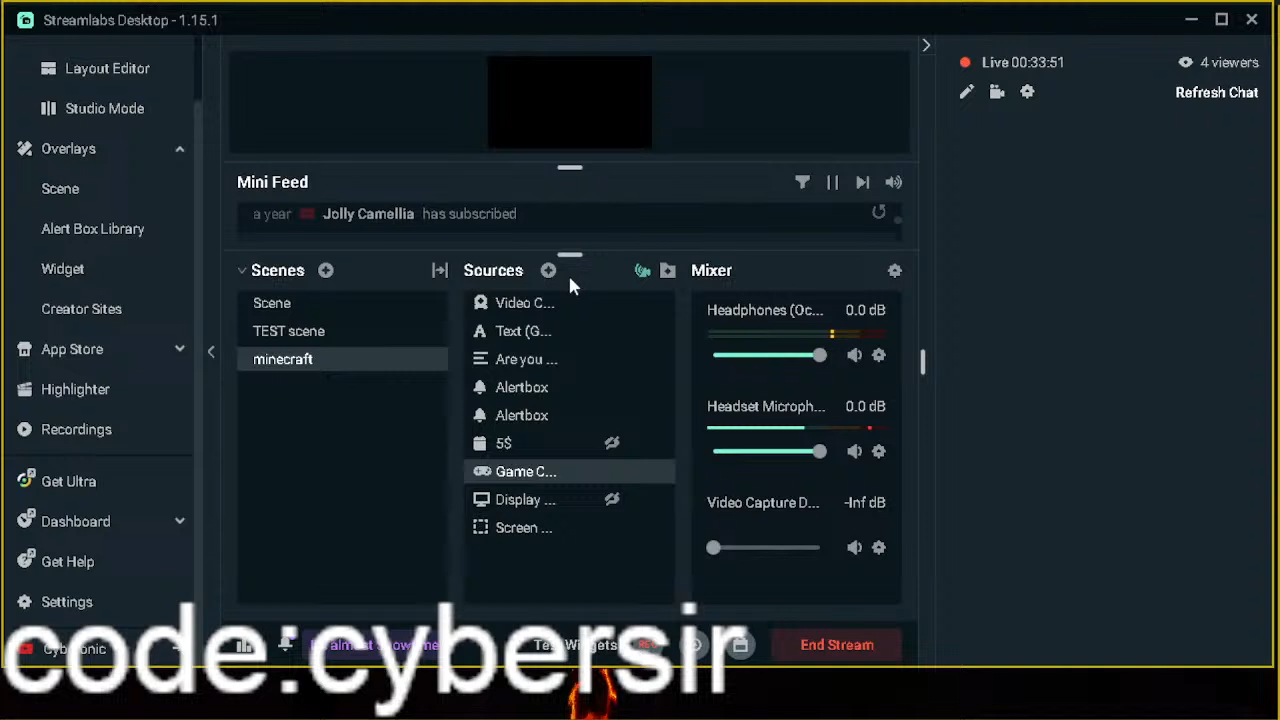 Streamlabs Desktop - 1.15.1
Layout Editor
Studio Mode
Overlays
Scene
Alert Box Library
Widget
Creator Sites
App Store
Highlighter
Recordings
Get Ultra
Dashboard
Get Help
Settings
Mini Feed
a year Jolly Camellia has subscribed
Scenes
Scene
TEST scene
minecraft
Sources
Video C...
Text (G...
Are you ...
Alertbox
Alertbox
5$
Game C...
Display ...
Screen ...
Mixer
Headphones (Oc... 0.0 dB
Headset Microph... 0.0 dB
Video Capture D... -Inf dB
Live 00:33:51
4 viewers
Refresh Chat
REC
End Stream
code:cybersir